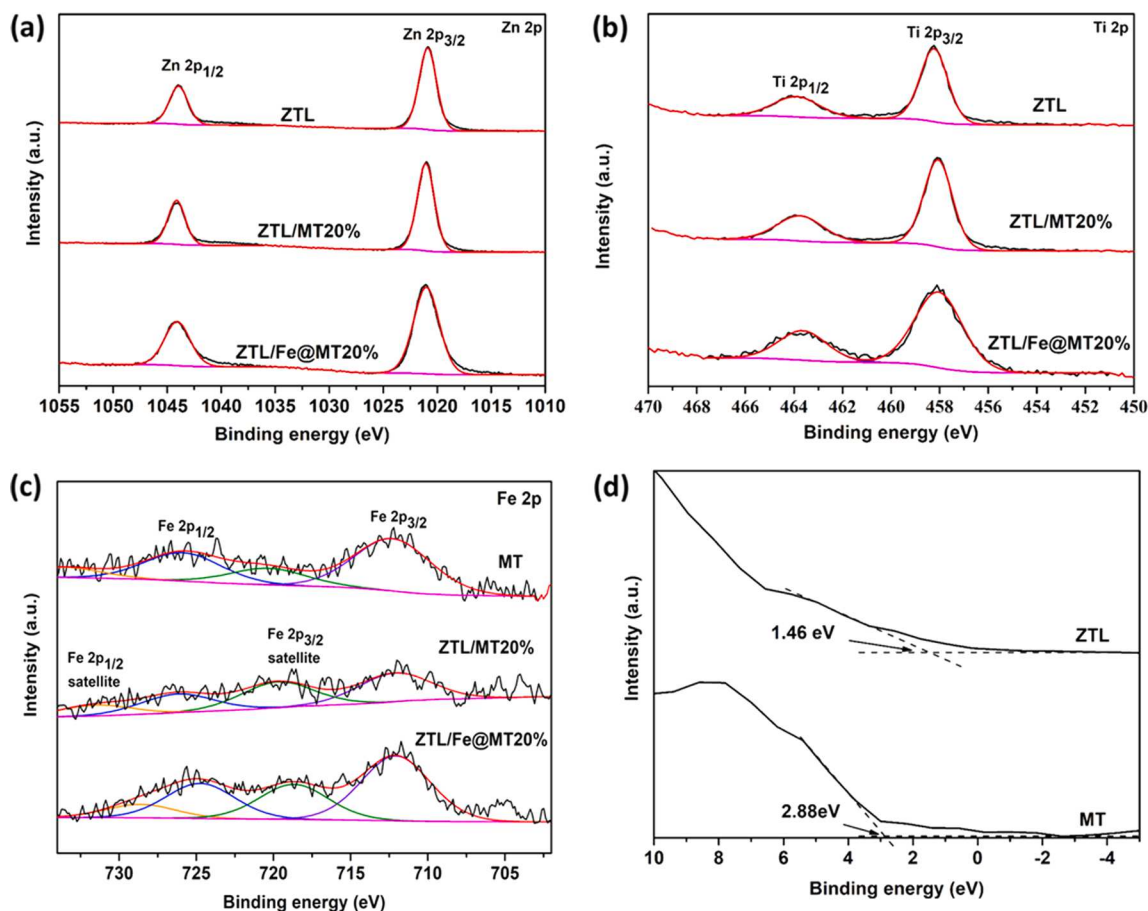 (a)
Zn 2p
Zn 2p3/2
Zn 2p1/2
ZTL
ZTL/MT20%
ZTL/Fe@MT20%
Intensity (a.u.)
1055 1050 1045 1040 1035 1030 1025 1020 1015 1010
Binding energy (eV)
(b)
Ti 2p
Ti 2p3/2
Ti 2p1/2
ZTL
ZTL/MT20%
ZTL/Fe@MT20%
Intensity (a.u.)
470 468 466 464 462 460 458 456 454 452 450
Binding energy (eV)
(c)
Fe 2p
Fe 2p1/2
Fe 2p3/2
MT
Fe 2p3/2
satellite
ZTL/MT20%
Fe 2p1/2
satellite
ZTL/Fe@MT20%
Intensity (a.u.)
730 725 720 715 710 705
Binding energy (eV)
(d)
1.46 eV
ZTL
2.88eV
MT
Intensity (a.u.)
10 8 6 4 2 0 -2 -4
Binding energy (eV)